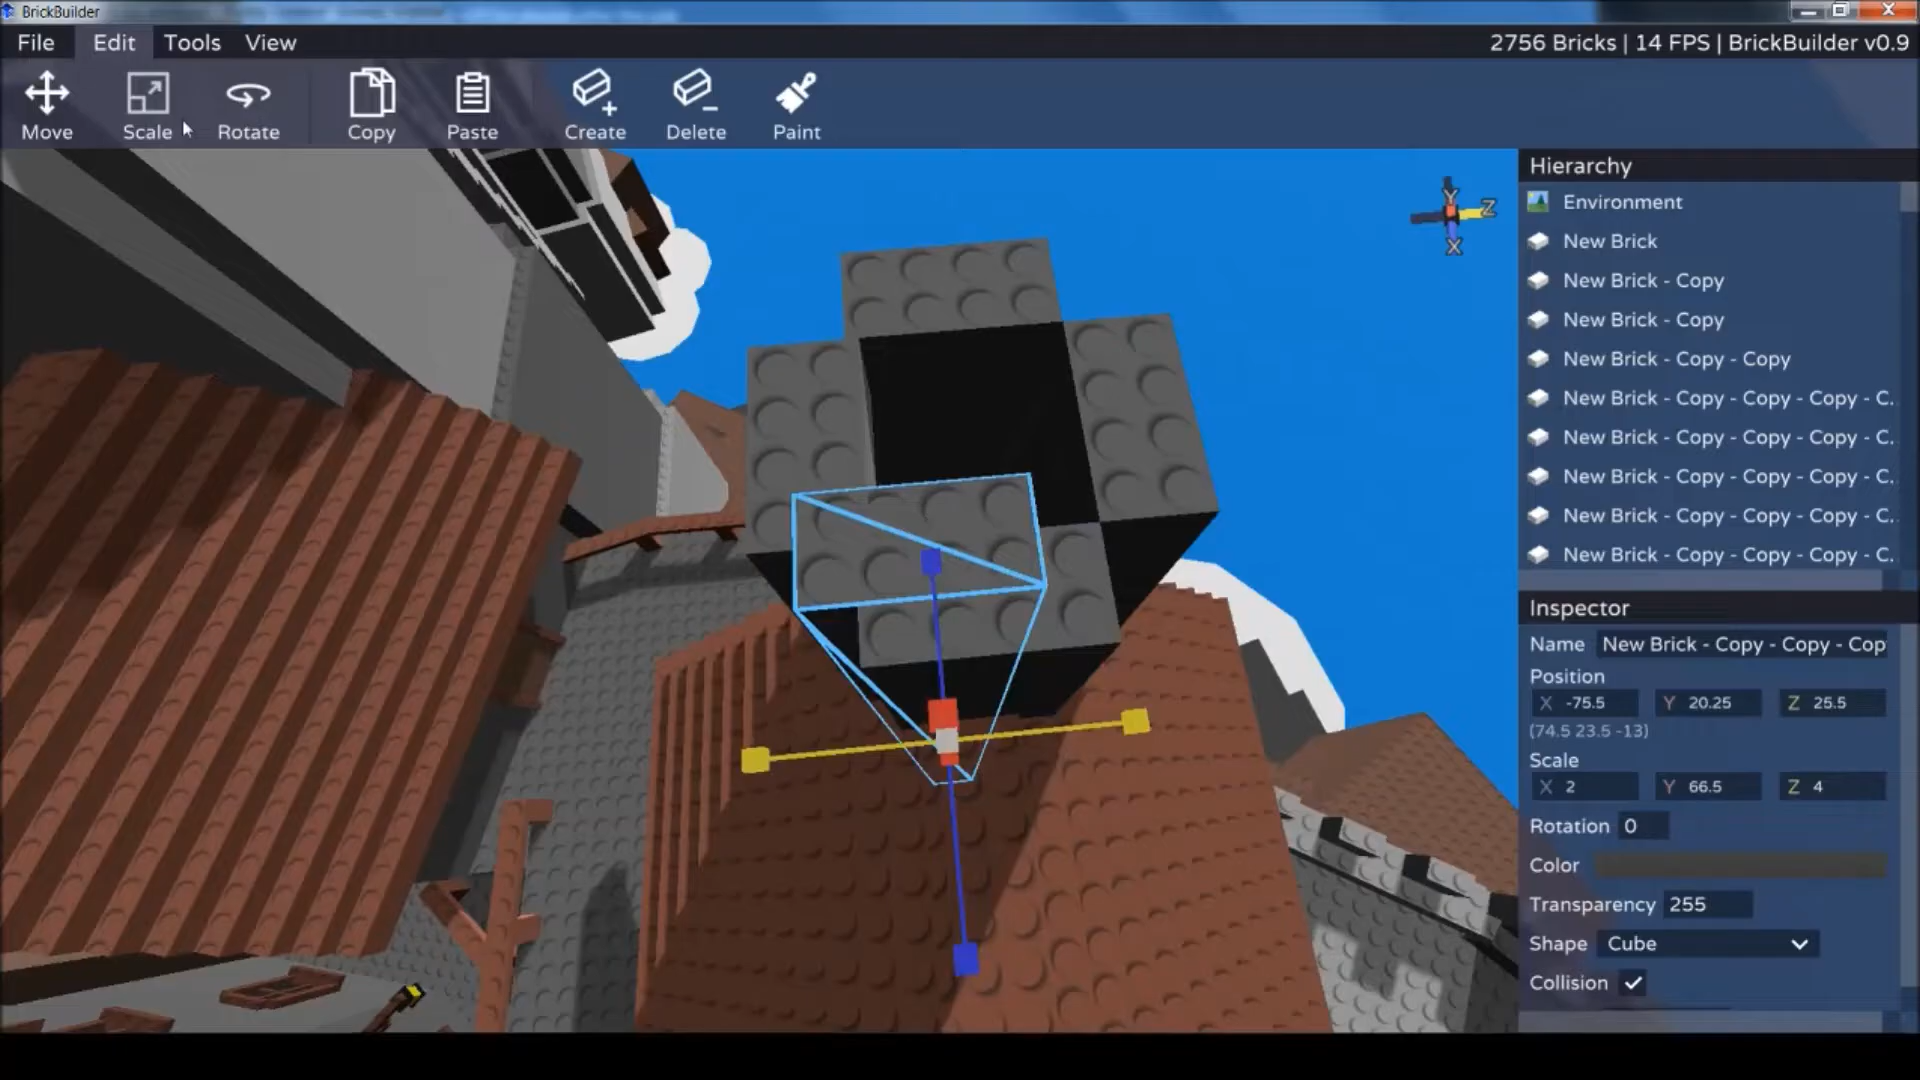 BrickBuilder
File Edit Tools View
2756 Bricks | 14 FPS | BrickBuilder v0.9
Move Scale Rotate Copy Paste Create Delete Paint
Y
Z
X
Hierarchy
Environment
New Brick
New Brick - Copy
New Brick - Copy
New Brick - Copy - Copy
New Brick - Copy - Copy - Copy - C.
New Brick - Copy - Copy - Copy - C.
New Brick - Copy - Copy - Copy - C.
New Brick - Copy - Copy - Copy - C.
New Brick - Copy - Copy - Copy - C.
Inspector
Name New Brick - Copy - Copy - Cop
Position
X -75.5 Y 20.25 Z 25.5
(74.5 23.5 -13)
Scale
X 2 Y 66.5 Z 4
Rotation 0
Color
Transparency 255
Shape Cube
Collision